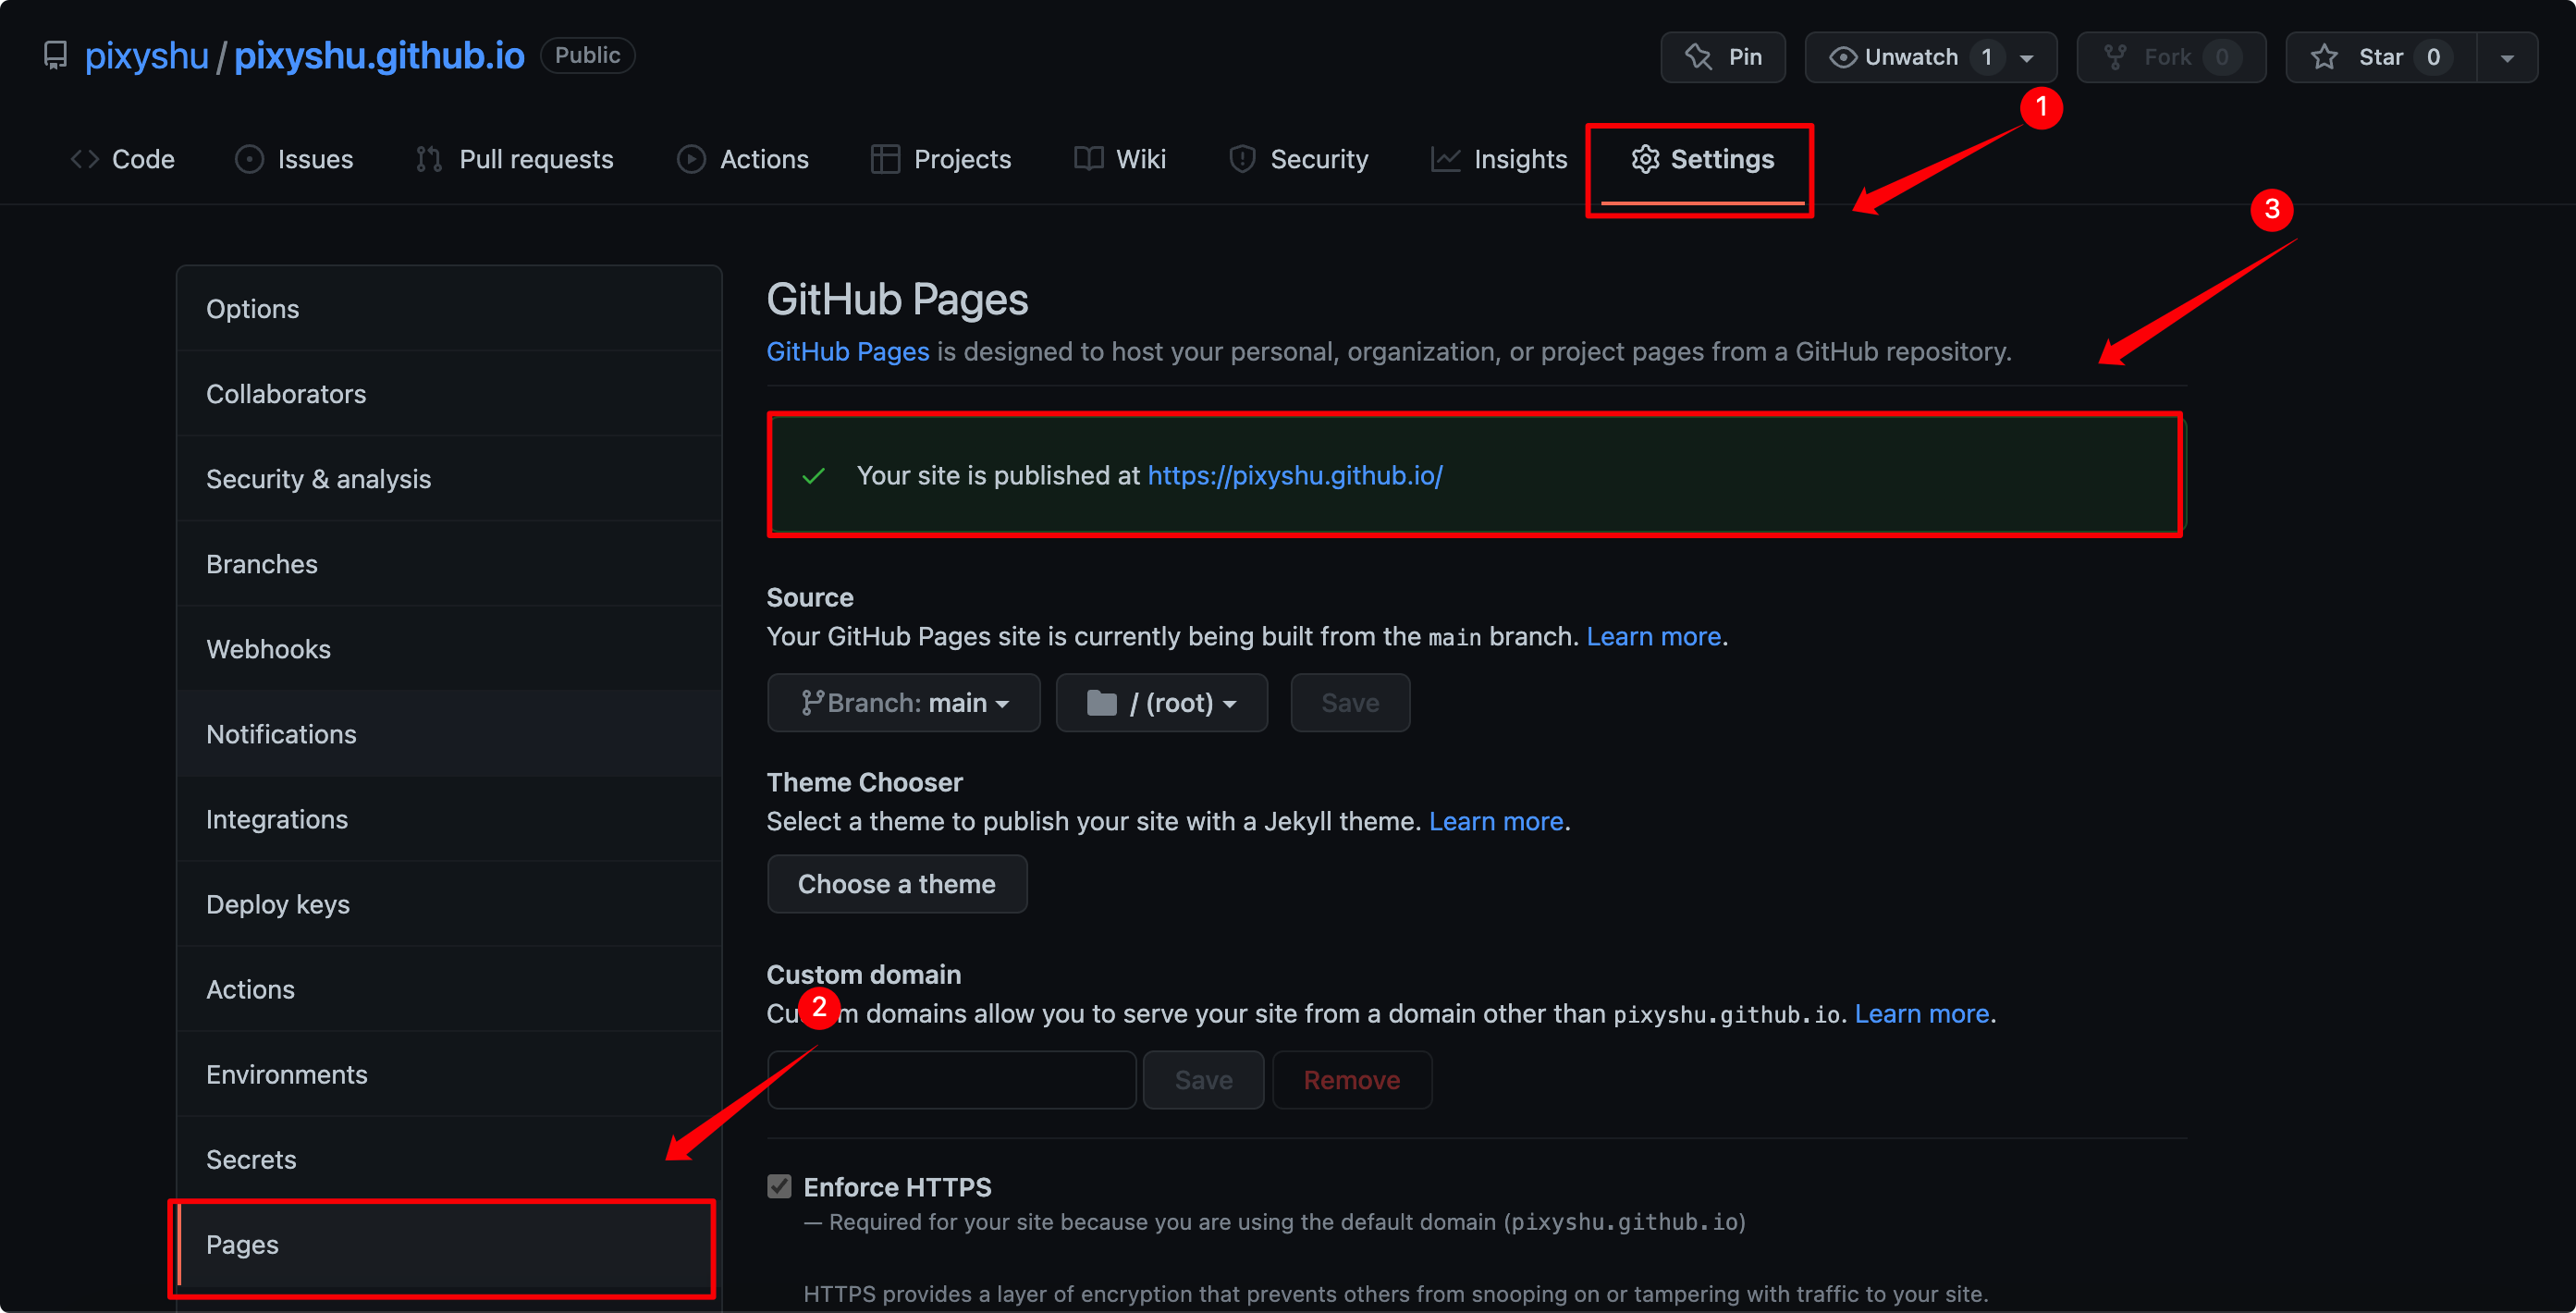 pixyshu / pixyshu.github.io Public
Pin Unwatch 1 Fork 0 Star 0
1
Code Issues Pull requests Actions Projects Wiki Security Insights Settings
3
Options
Collaborators
Security & analysis
Branches
Webhooks
Notifications
Integrations
Deploy keys
Actions
Environments
Secrets
Pages
GitHub Pages
GitHub Pages is designed to host your personal, organization, or project pages from a GitHub repository.
Your site is published at https://pixyshu.github.io/
Source
Your GitHub Pages site is currently being built from the main branch. Learn more.
Branch: main / (root) Save
Theme Chooser
Select a theme to publish your site with a Jekyll theme. Learn more.
Choose a theme
Custom domain
2
domains allow you to serve your site from a domain other than pixyshu.github.io. Learn more.
Save Remove
Enforce HTTPS
— Required for your site because you are using the default domain (pixyshu.github.io)
HTTPS provides a layer of encryption that prevents others from snooping on or tampering with traffic to your site.